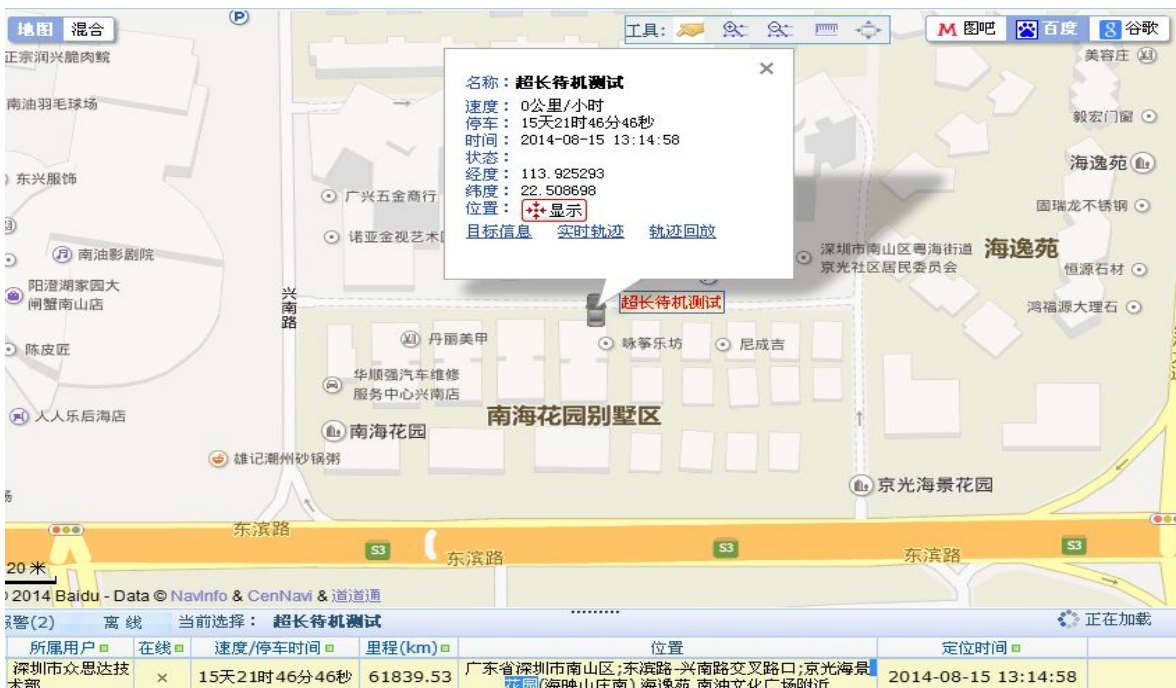 地图 混合
P
工具:
M 图吧 百度 8 谷歌
正宗润兴脆肉鲩
美容庄
南油羽毛球场
毅宏门窗
东兴服饰
海逸苑
广兴五金商行
固瑞龙不锈钢
诺亚金视艺术
南油影剧院
深圳市南山区粤海街道
京光社区居民委员会
海逸苑
恒源石材
阳澄湖家园大
闸蟹南山店
兴南路
鸿福源大理石
名称：超长待机测试
×
速度： 0公里/小时
停车： 15天21时46分46秒
时间： 2014-08-15 13:14:58
状态：
经度： 113.925293
纬度： 22.508698
位置： 显示
目标信息 实时轨迹 轨迹回放
超长待机测试
陈皮匠
丹丽美甲
咏筝乐坊
尼成吉
华顺强汽车维修
服务中心兴南店
人人乐后海店
南海花园别墅区
南海花园
雄记潮州砂锅粥
京光海景花园
东滨路
S3
东滨路
S3
东滨路
S3
20 米
2014 Baidu - Data © NavInfo & CenNavi & 道道通
报警(2) 离线 当前选择： 超长待机测试 正在加载
所属用户 在线 速度/停车时间 里程(km) 位置 定位时间
深圳市众思达技术部 × 15天21时46分46秒 61839.53 广东省深圳市南山区;东滨路-兴南路交叉路口;京光海景
花园(海映山庄南),海逸苑,南油文化广场附近 2014-08-15 13:14:58